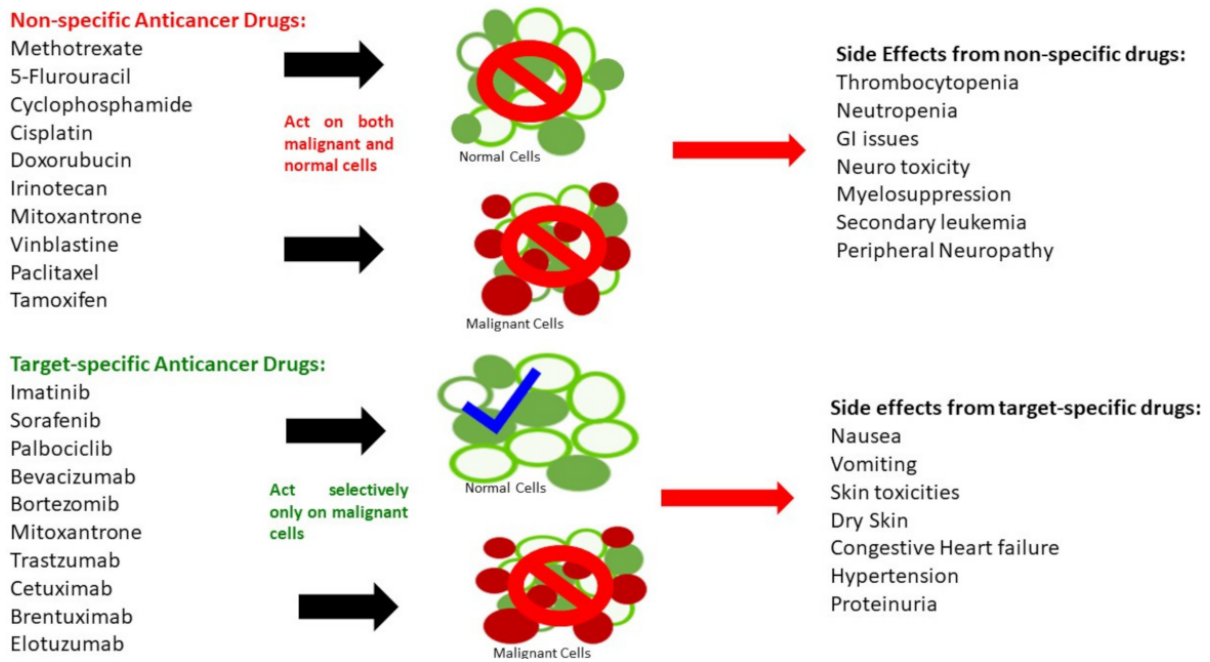 Non-specific Anticancer Drugs:
Methotrexate
5-Flurouracil
Cyclophosphamide
Cisplatin
Doxorubucin
Irinotecan
Mitoxantrone
Vinblastine
Paclitaxel
Tamoxifen
Act on both
malignant and
normal cells
Normal Cells
Malignant Cells
Side Effects from non-specific drugs:
Thrombocytopenia
Neutropenia
GI issues
Neuro toxicity
Myelosuppression
Secondary leukemia
Peripheral Neuropathy
Target-specific Anticancer Drugs:
Imatinib
Sorafenib
Palbociclib
Bevacizumab
Bortezomib
Mitoxantrone
Trastzumab
Cetuximab
Brentuximab
Elotuzumab
Act selectively
only on malignant
cells
Normal Cells
Malignant Cells
Side effects from target-specific drugs:
Nausea
Vomiting
Skin toxicities
Dry Skin
Congestive Heart failure
Hypertension
Proteinuria